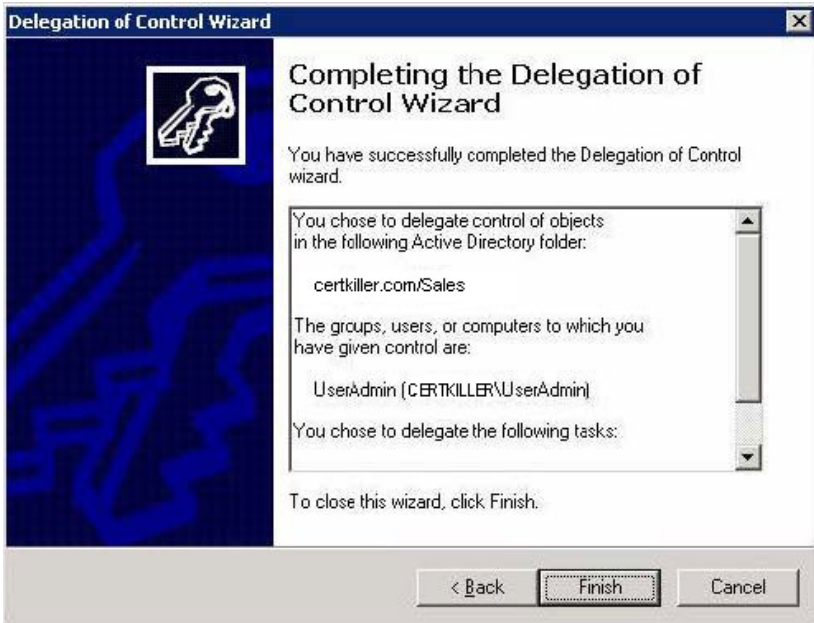 Delegation of Control Wizard
Completing the Delegation of
Control Wizard
You have successfully completed the Delegation of Control
wizard.
You chose to delegate control of objects
in the following Active Directory folder:
certkiller.com/Sales
The groups, users, or computers to which you
have given control are:
UserAdmin (CERTKILLER\UserAdmin)
You chose to delegate the following tasks:
To close this wizard, click Finish.
< Back
Finish
Cancel